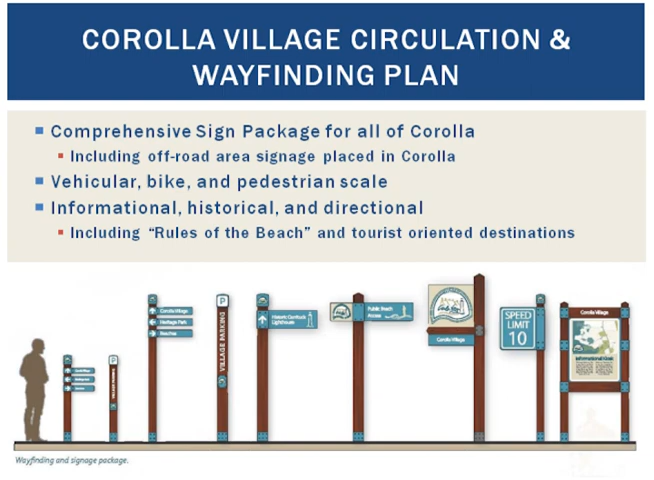 COROLLA VILLAGE CIRCULATION &
WAYFINDING PLAN
Comprehensive Sign Package for all of Corolla
Including off-road area signage placed in Corolla
Vehicular, bike, and pedestrian scale
Informational, historical, and directional
Including “Rules of the Beach” and tourist oriented destinations
P
VILLAGE PARKING
Corolla Village
Heritage Park
Beaches
P
VILLAGE PARKING
Historic Currituck
Lighthouse
Public Beach
Access
Corolla Village
SPEED
LIMIT
10
Corolla Village
Informational Kiosk
Wayfinding and signage package.